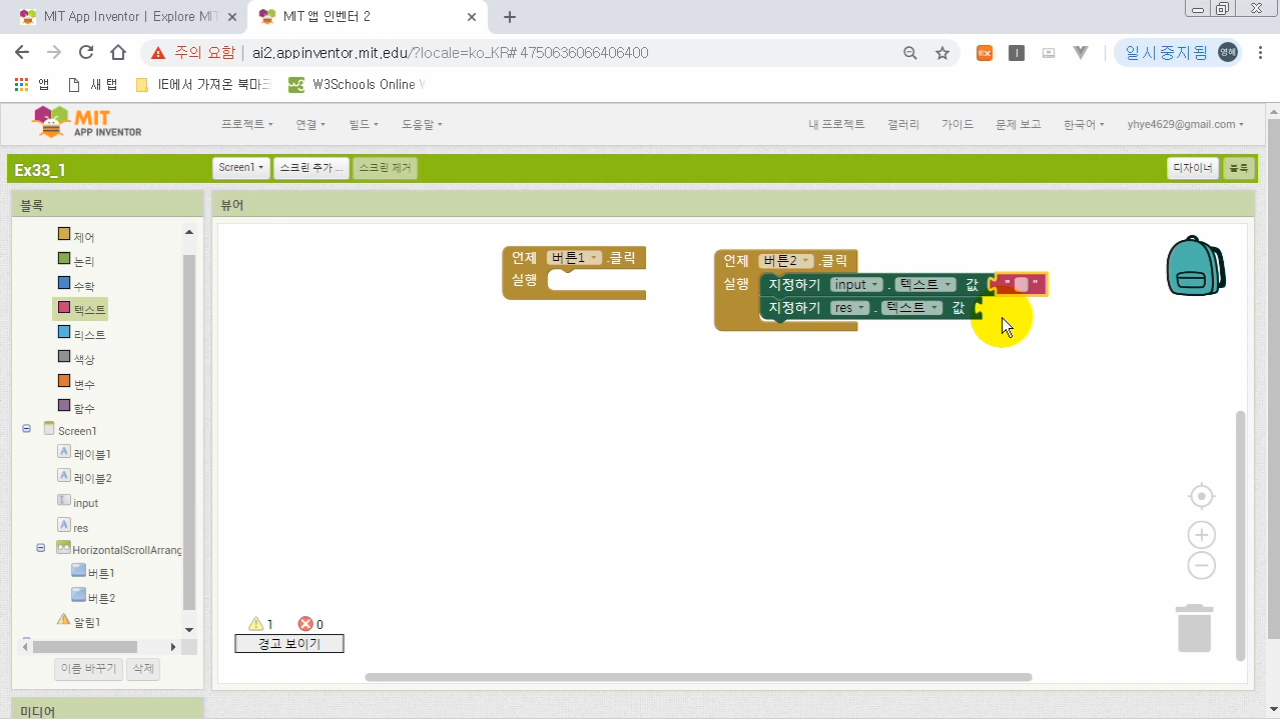 MIT App Inventor | Explore MIT
MIT 앱 인벤터 2
주의 요함 | ai2.appinventor.mit.edu/?locale=ko_KR#4750636066406400
일시중지됨 영혜
앱 새 탭 IE에서 가져온 북마크 W3Schools Online
MIT
APP INVENTOR
프로젝트 연결 빌드 도움말 내 프로젝트 갤러리 가이드 문제 보고 한국어 yhye4629@gmail.com
Ex33_1 Screen1 스크린 추가 ... 스크린 제거 디자이너 블록
블록 뷰어
제어
논리
수학
텍스트
리스트
색상
변수
함수
Screen1
레이블1
레이블2
input
res
HorizontalScrollArrang
버튼1
버튼2
알림1
이름 바꾸기 삭제
미디어
언제 버튼1 .클릭
실행
언제 버튼2 .클릭
실행 지정하기 input . 텍스트 값 " "
지정하기 res . 텍스트 값
1 0
경고 보이기